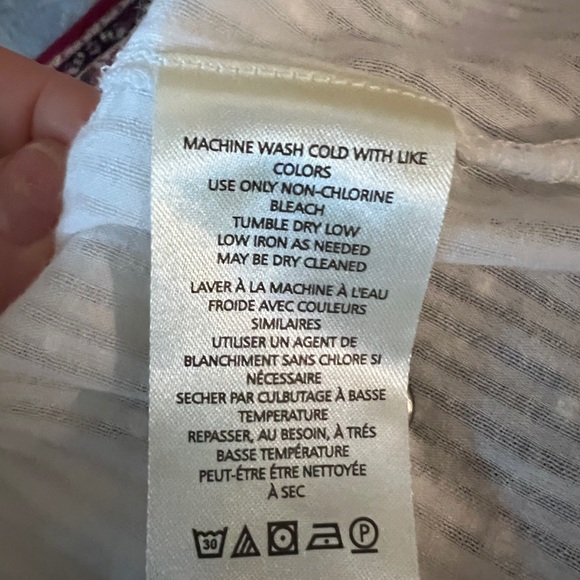 MACHINE WASH COLD WITH LIKE
COLORS
USE ONLY NON-CHLORINE
BLEACH
TUMBLE DRY LOW
LOW IRON AS NEEDED
MAY BE DRY CLEANED
LAVER À LA MACHINE À L'EAU
FROIDE AVEC COULEURS
SIMILAIRES
UTILISER UN AGENT DE
BLANCHIMENT SANS CHLORE SI
NÉCESSAIRE
SECHER PAR CULBUTAGE À BASSE
TEMPERATURE
REPASSER, AU BESOIN, À TRÉS
BASSE TEMPÉRATURE
PEUT-ÉTRE ÉTRE NETTOYÉE
À SEC
30 P